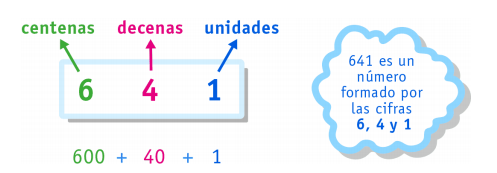 centenas decenas unidades
6 4 1
600 + 40 + 1
641 es un
número
formado por
las cifras
6, 4 y 1